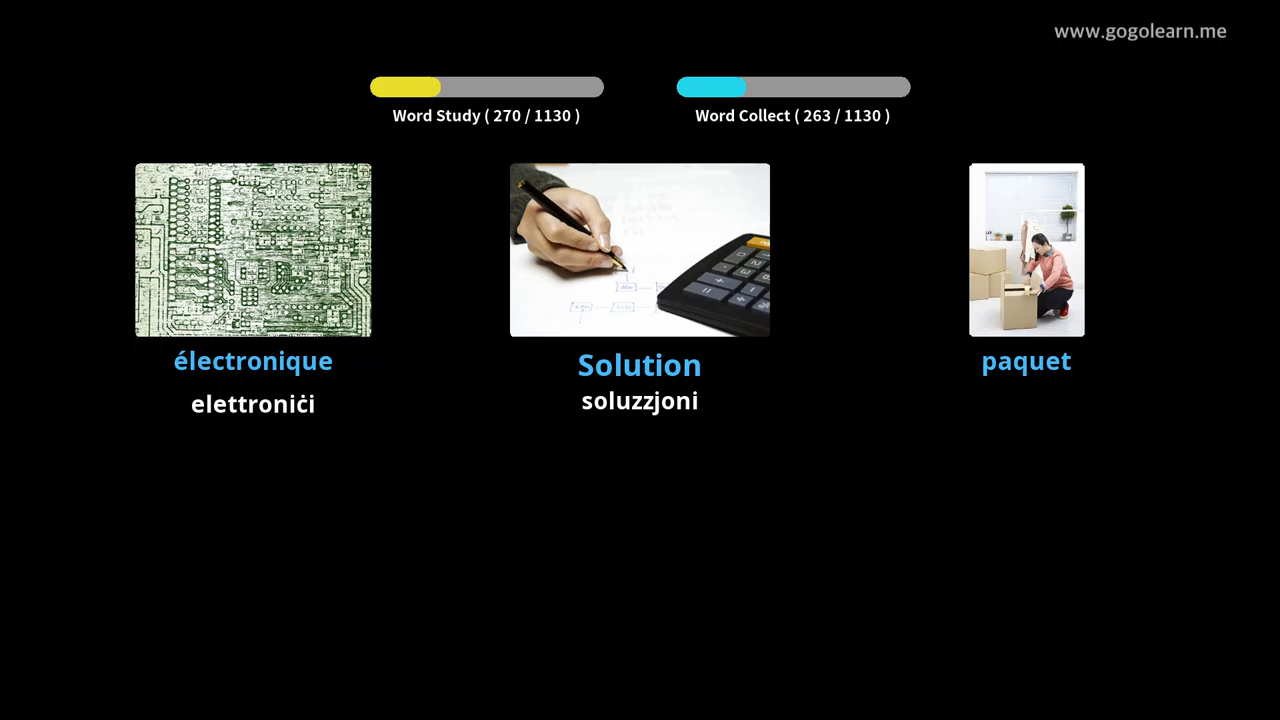 www.gogolearn.me
Word Study ( 270 / 1130 )
Word Collect ( 263 / 1130 )
électronique
Solution
paquet
elettroniċi
soluzzjoni